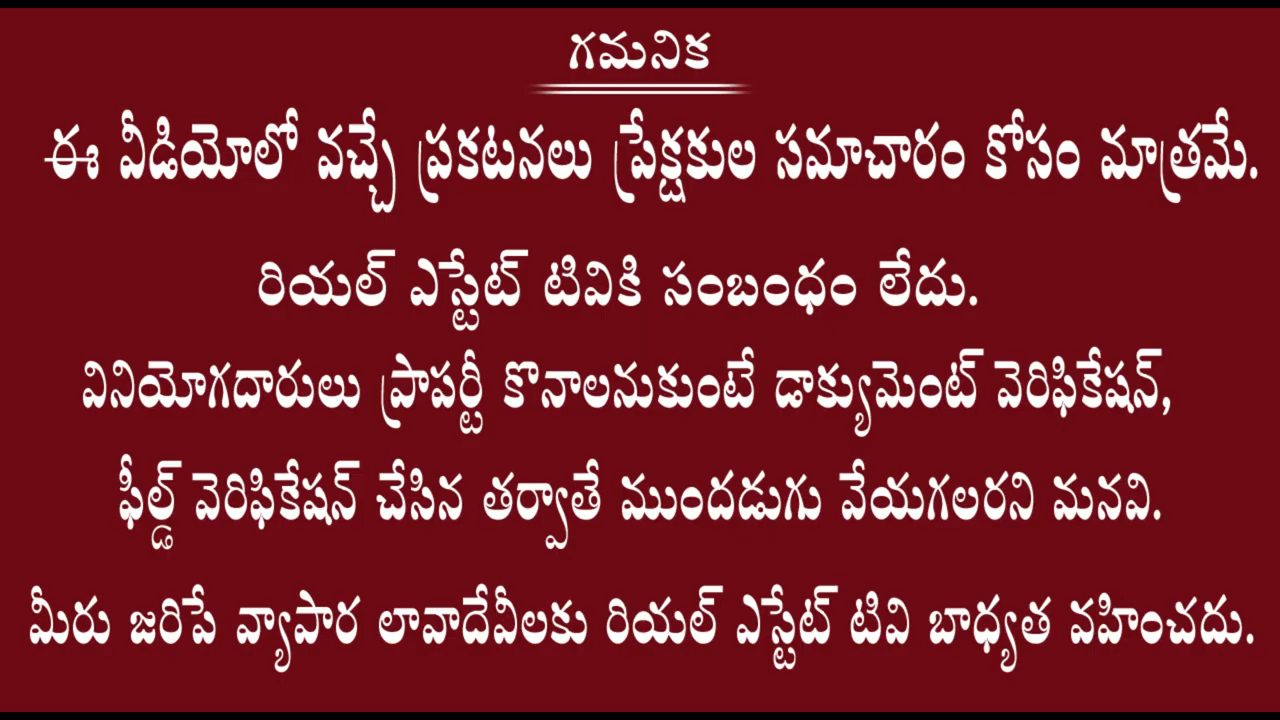 గమనిక
ఈ వీడియోలో వచ్చే ప్రకటనలు ప్రేక్షకుల సమాచారం కోసం మాత్రమే.
రియల్ ఎస్టేట్ టివికి సంబంధం లేదు.
వినియోగదారులు ప్రాపర్టీ కొనాలనుకుంటే డాక్యుమెంట్ వెరిఫికేషన్,
ఫీల్డ్ వెరిఫికేషన్ చేసిన తర్వాతే ముందడుగు వేయగలరని మనవి.
మీరు జరిపే వ్యాపార లావాదేవీలకు రియల్ ఎస్టేట్ టివి బాధ్యత వహించదు.